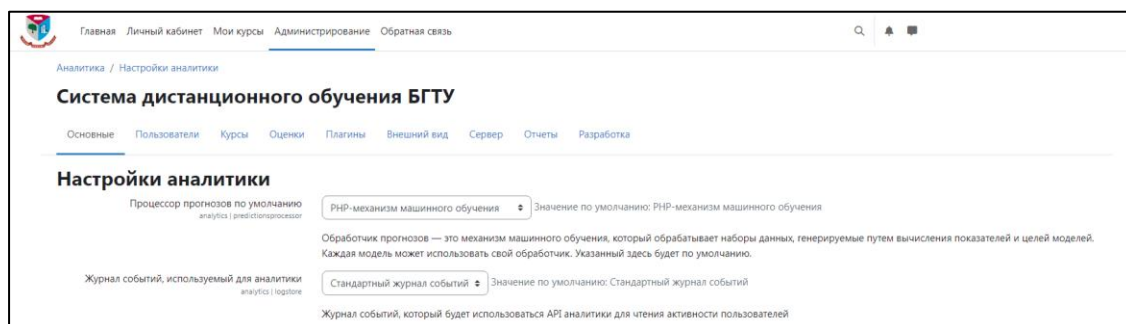 Главная Личный кабинет Мои курсы Администрирование Обратная связь
Аналитика / Настройки аналитики
Система дистанционного обучения БГТУ
Основные Пользователи Курсы Оценки Плагины Внешний вид Сервер Отчеты Разработка
Настройки аналитики
Процессор прогнозов по умолчанию PHP-механизм машинного обучения Значение по умолчанию: PHP-механизм машинного обучения
analytics | predictionsprocessor
Обработчик прогнозов — это механизм машинного обучения, который обрабатывает наборы данных, генерируемые путем вычисления показателей и целей моделей.
Каждая модель может использовать свой обработчик. Указанный здесь будет по умолчанию.
Журнал событий, используемый для аналитики Стандартный журнал событий Значение по умолчанию: Стандартный журнал событий
analytics | logstore
Журнал событий, который будет использоваться API аналитики для чтения активности пользователей